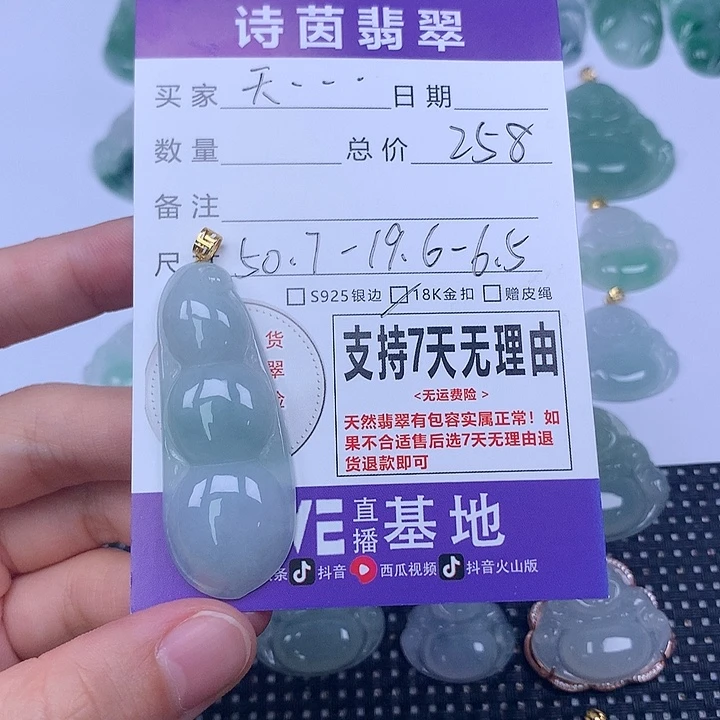 诗茵翡翠
买家 天... 日期
数量 总价 258
备注
尺 50.7-19.6-6.5
S925银边 18K金扣 赠皮绳
货
翠
支持7天无理由
<无运费险>
天然翡翠有包容实属正常！如
果不合适售后选7天无理由退
货退款即可
VE 直播 基地
条 抖音 西瓜视频 抖音火山版